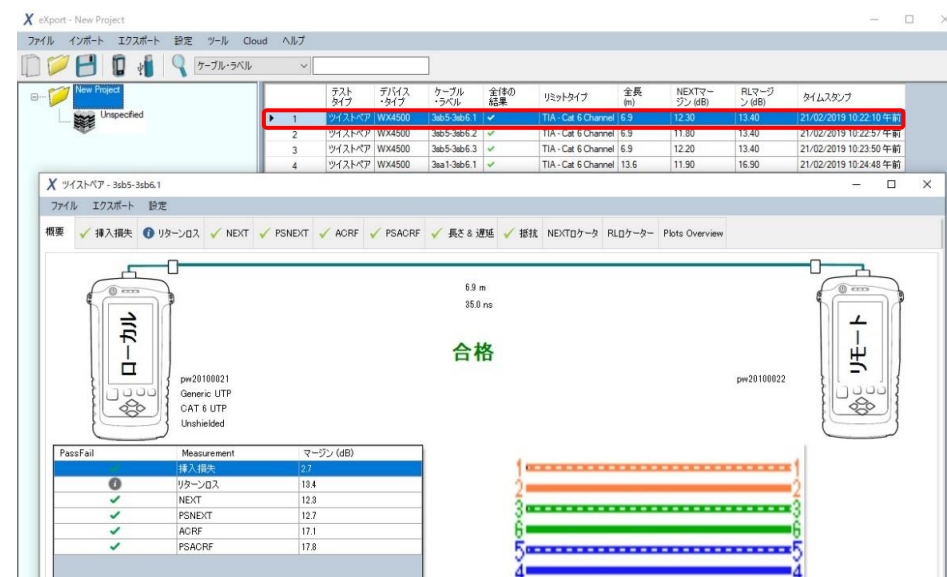 X eXport - New Project
ファイル インポート エクスポート 設定 ツール Cloud ヘルプ
ケーブル・ラベル
New Project
Unspecified
テスト タイプ デバイス ・タイプ ケーブル ・ラベル 全体の 結果 リミットタイプ 全長 (m) NEXTマー ジン (dB) RLマージ ン (dB) タイムスタンプ
1 ツイストペア WX4500 3sb5-3sb6.1 ✓ TIA - Cat 6 Channel 6.9 12.30 13.40 21/02/2019 10:22:10 午前
2 ツイストペア WX4500 3sb5-3sb6.2 ✓ TIA - Cat 6 Channel 6.9 11.80 13.40 21/02/2019 10:22:57 午前
3 ツイストペア WX4500 3sb5-3sb6.3 ✓ TIA - Cat 6 Channel 6.9 12.20 13.40 21/02/2019 10:23:50 午前
4 ツイストペア WX4500 3sa1-3sb6.1 ✓ TIA - Cat 6 Channel 13.6 11.90 16.90 21/02/2019 10:24:48 午前
X ツイストペア - 3sb5-3sb6.1
ファイル エクスポート 設定
概要 ✓ 挿入損失 リターンロス ✓ NEXT ✓ PSNEXT ✓ ACRF ✓ PSACRF ✓ 長さ & 遅延 ✓ 抵抗 NEXTロケータ RLロケーター Plots Overview
6.9 m
35.0 ns
ローカル
リモート
合格
pw20100021
Generic UTP
CAT 6 UTP
Unshielded
pw20100022
PassFail Measurement マージン (dB)
✓ 挿入損失 2.7
リターンロス 13.4
✓ NEXT 12.3
✓ PSNEXT 12.7
✓ ACRF 17.1
✓ PSACRF 17.8
1 1
2 2
3 3
6 6
5 5
4 4